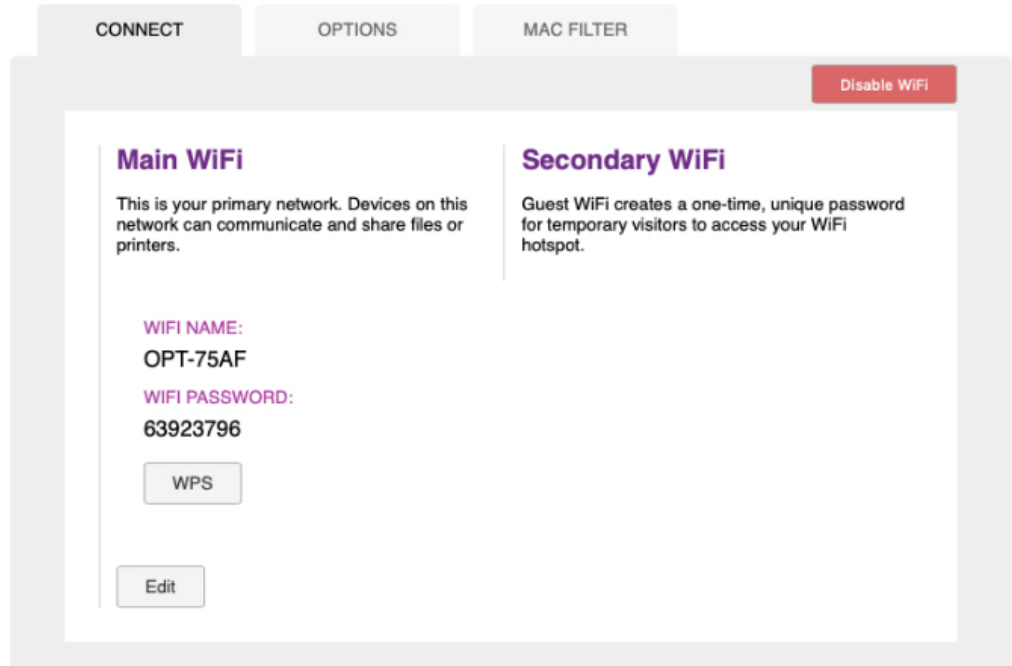 CONNECT
OPTIONS
MAC FILTER
Disable WiFi
Main WiFi
This is your primary network. Devices on this
network can communicate and share files or
printers.
Secondary WiFi
Guest WiFi creates a one-time, unique password
for temporary visitors to access your WiFi
hotspot.
WIFI NAME:
OPT-75AF
WIFI PASSWORD:
63923796
WPS
Edit